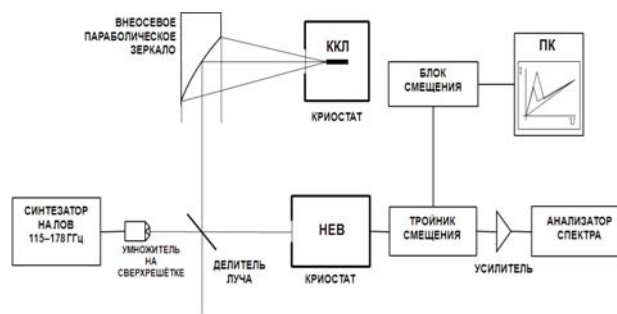 ВНЕОСЕВОЕ
ПАРАБОЛИЧЕСКОЕ
ЗЕРКАЛО
ККЛ
КРИОСТАТ
БЛОК
СМЕЩЕНИЯ
ПК
I
U
СИНТЕЗАТОР
НА ЛОВ
115–178 ГГц
УМНОЖИТЕЛЬ
НА
СВЕРХРЕШЁТКЕ
ДЕЛИТЕЛЬ
ЛУЧА
НЕВ
КРИОСТАТ
ТРОЙНИК
СМЕЩЕНИЯ
УСИЛИТЕЛЬ
АНАЛИЗАТОР
СПЕКТРА